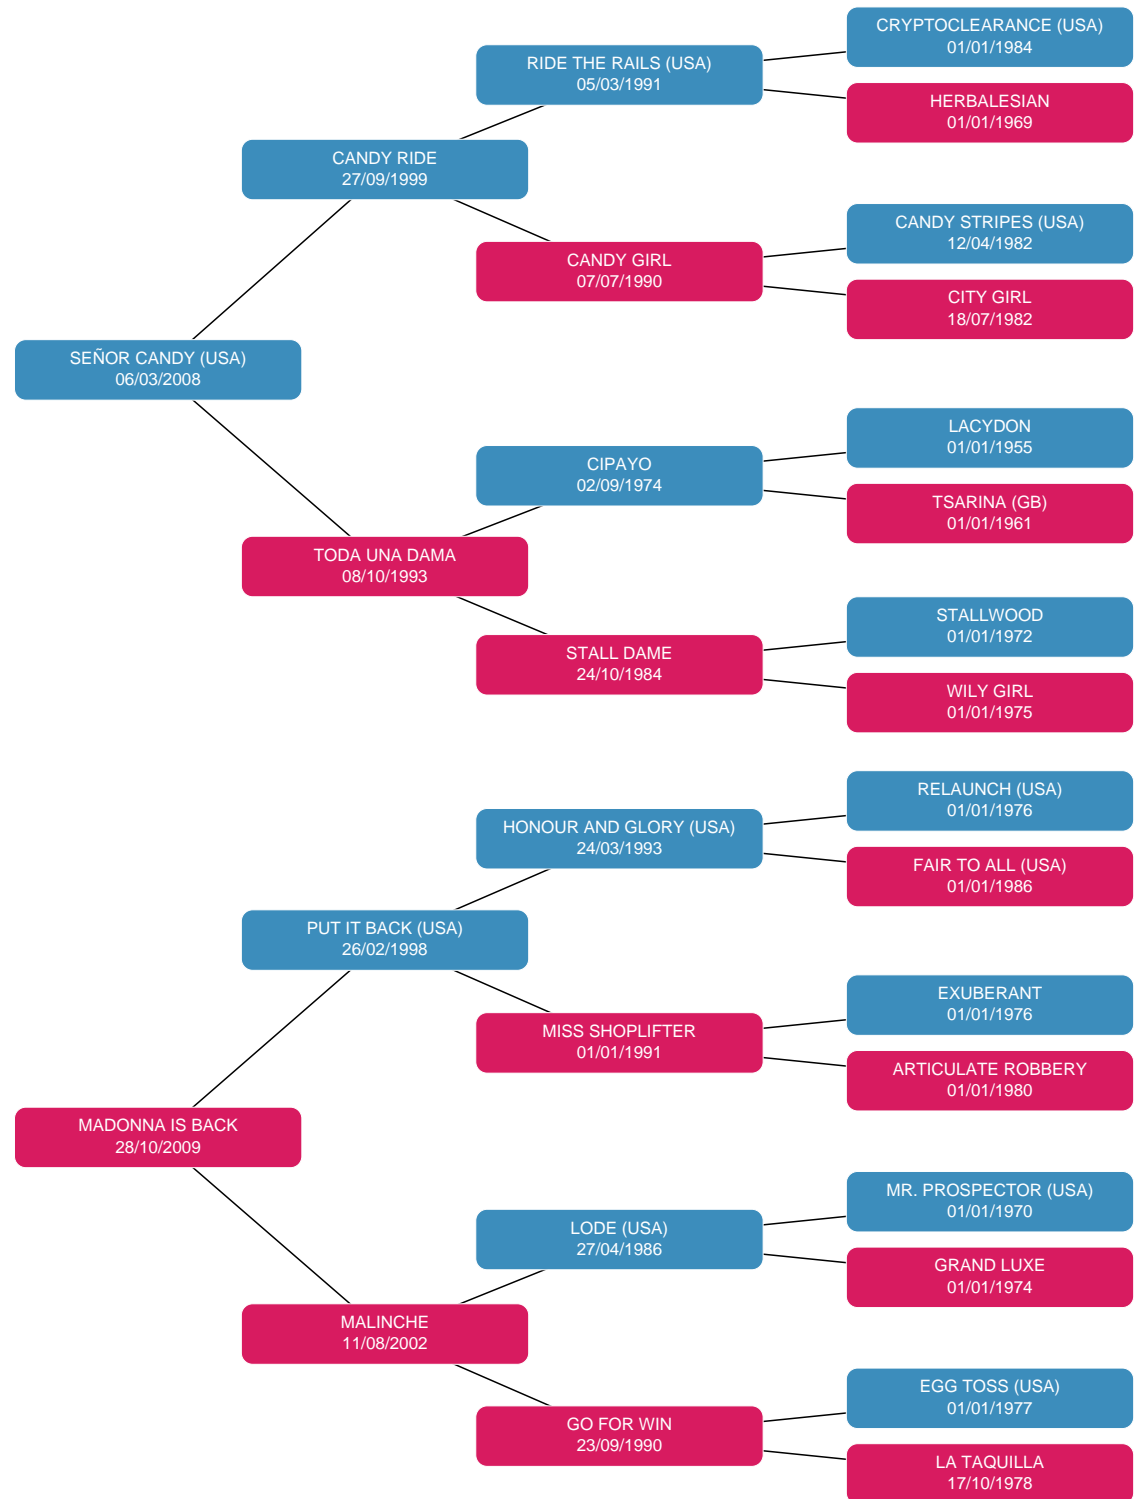 CRYPTOCLEARANCE (USA)
01/01/1984
RIDE THE RAILS (USA)
05/03/1991
HERBALESIAN
01/01/1969
CANDY RIDE
27/09/1999
CANDY STRIPES (USA)
12/04/1982
CANDY GIRL
07/07/1990
CITY GIRL
18/07/1982
SEÑOR CANDY (USA)
06/03/2008
LACYDON
01/01/1955
CIPAYO
02/09/1974
TSARINA (GB)
01/01/1961
TODA UNA DAMA
08/10/1993
STALLWOOD
01/01/1972
STALL DAME
24/10/1984
WILY GIRL
01/01/1975
RELAUNCH (USA)
01/01/1976
HONOUR AND GLORY (USA)
24/03/1993
FAIR TO ALL (USA)
01/01/1986
PUT IT BACK (USA)
26/02/1998
EXUBERANT
01/01/1976
MISS SHOPLIFTER
01/01/1991
ARTICULATE ROBBERY
01/01/1980
MADONNA IS BACK
28/10/2009
MR. PROSPECTOR (USA)
01/01/1970
LODE (USA)
27/04/1986
GRAND LUXE
01/01/1974
MALINCHE
11/08/2002
EGG TOSS (USA)
01/01/1977
GO FOR WIN
23/09/1990
LA TAQUILLA
17/10/1978